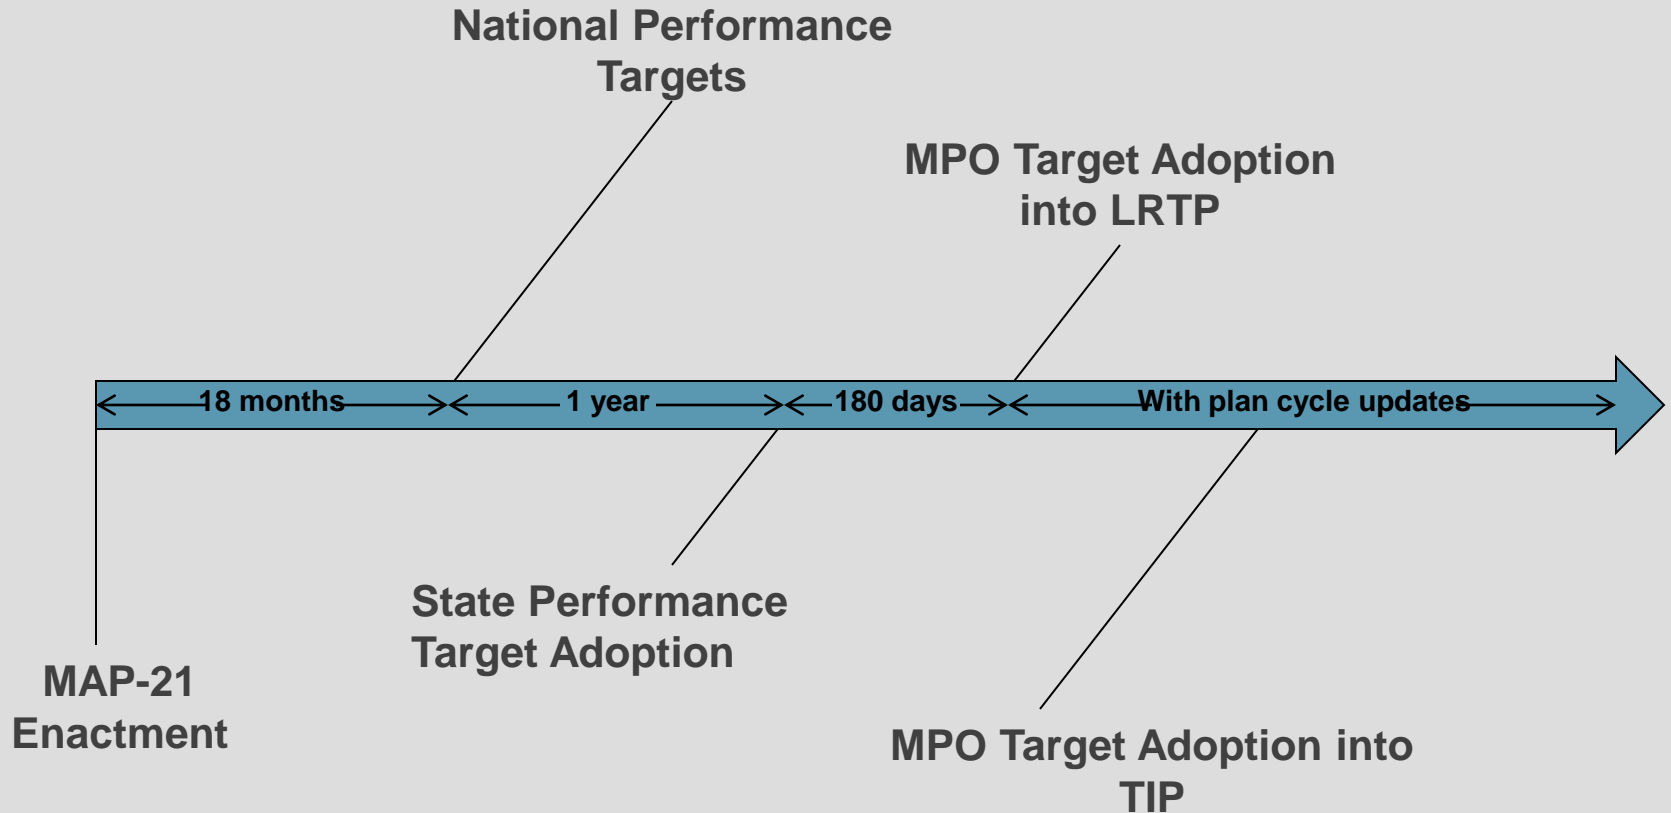 National Performance
Targets
MPO Target Adoption
into LRTP
18 months
1 year
180 days
With plan cycle updates
State Performance
Target Adoption
MAP-21
Enactment
MPO Target Adoption into
TIP